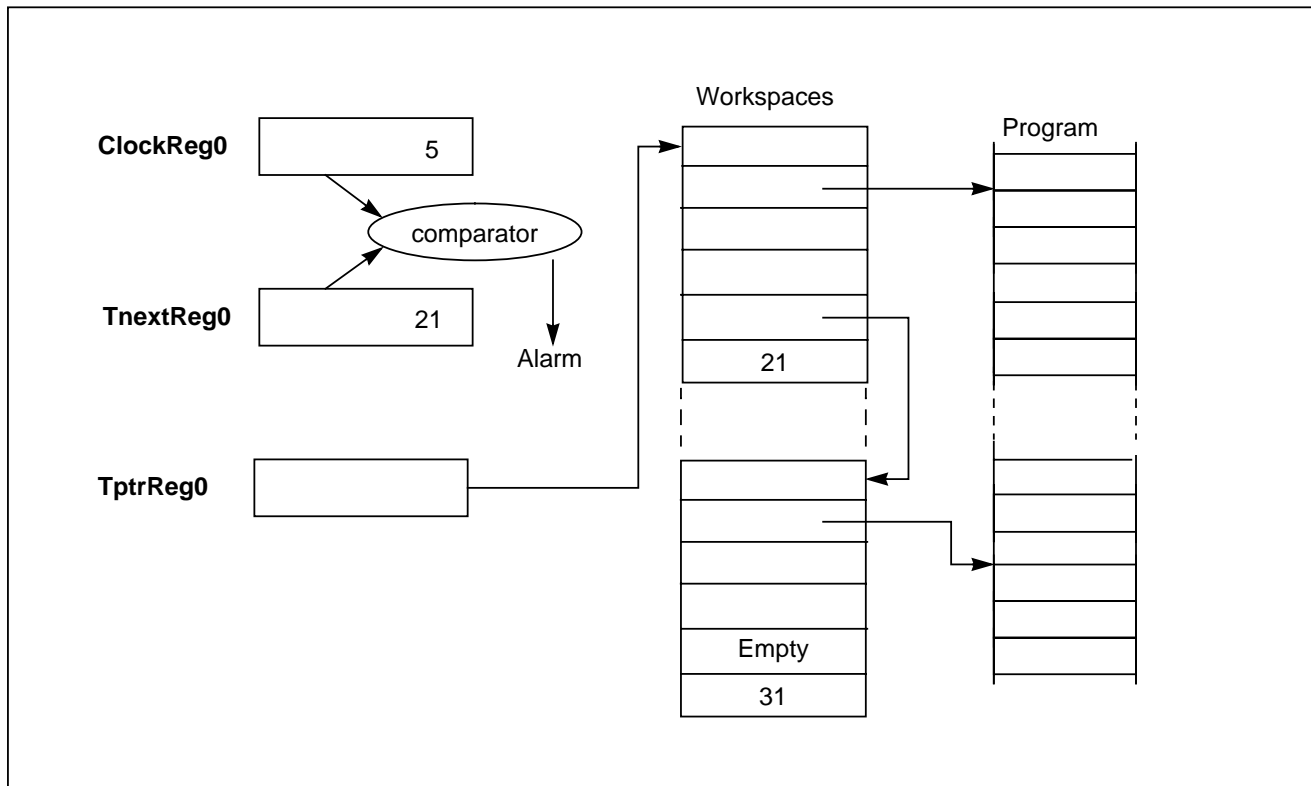 Workspaces
Program
ClockReg0
5
comparator
TnextReg0
21
Alarm
21
TptrReg0
Empty
31